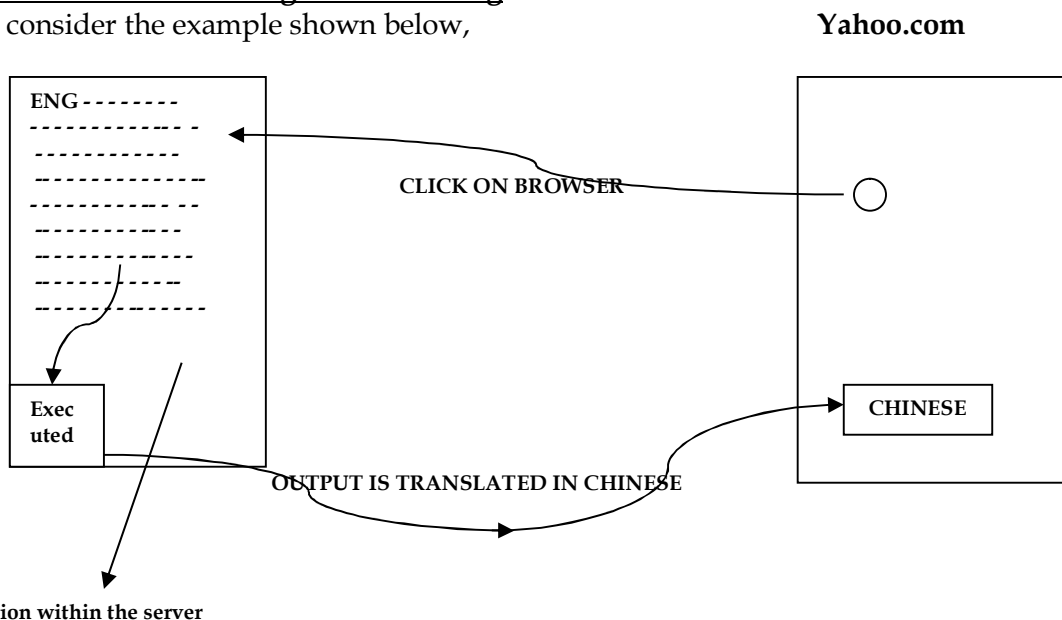 consider the example shown below,
Yahoo.com
ENG - - - - - - - -
CLICK ON BROWSER
Exec
uted
CHINESE
OUTPUT IS TRANSLATED IN CHINESE
ion within the server